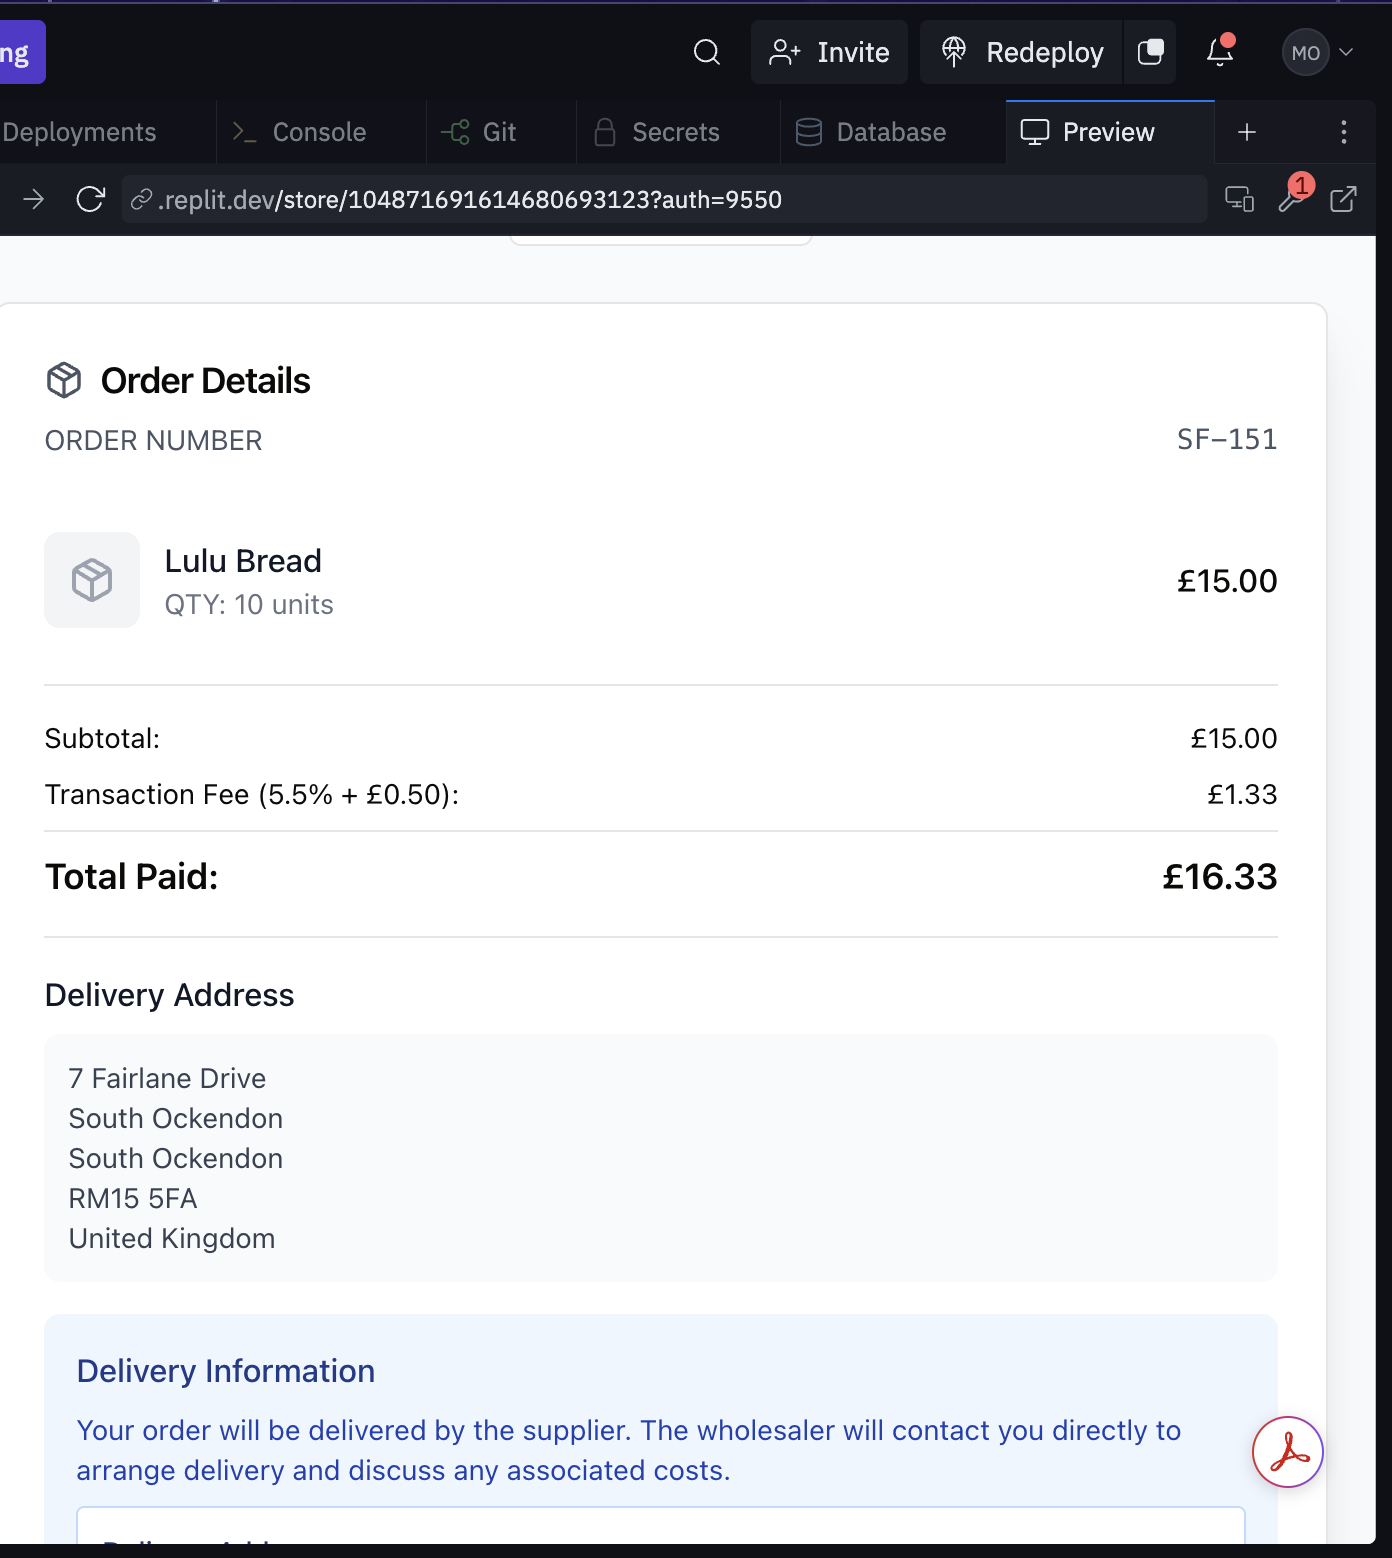 ng
Invite
Redeploy
MO
Deployments
Console
Git
Secrets
Database
Preview
.replit.dev/store/104871691614680693123?auth=9550
1
Order Details
ORDER NUMBER
SF-151
Lulu Bread
QTY: 10 units
£15.00
Subtotal:
£15.00
Transaction Fee (5.5% + £0.50):
£1.33
Total Paid:
£16.33
Delivery Address
7 Fairlane Drive
South Ockendon
South Ockendon
RM15 5FA
United Kingdom
Delivery Information
Your order will be delivered by the supplier. The wholesaler will contact you directly to
arrange delivery and discuss any associated costs.